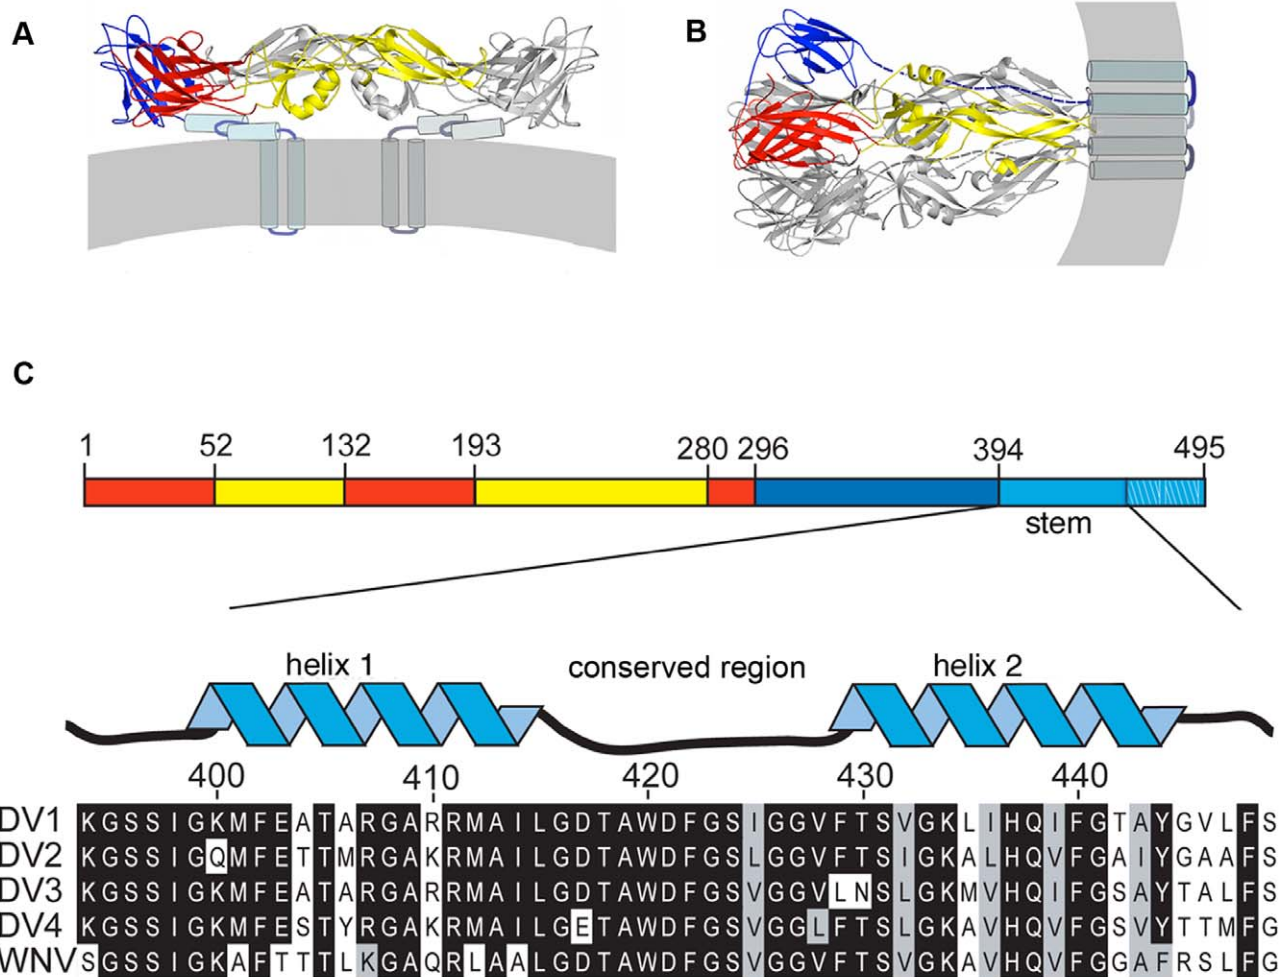 A
B
C
1 52 132 193 280 296 394 495
stem
helix 1 conserved region helix 2
400 410 420 430 440
DV1 KGSSIGKMFEATARGARRMAILGDTAWDFGSIGGVFTSVGKLIHQIFGTAYGVLFS
DV2 KGSSIGQMFETTMRGAKRMAILGDTAWDFGSLGGVFTSIGKALHQVFGAIYGAAFS
DV3 KGSSIGKMFEATARGARRMAILGDTAWDFGSVGGVLNSLGKMVHQIFGSAYTALFS
DV4 KGSSIGKMFESTYRGAKRMAILGETAWDFGSVGGLFTSLGKAVHQVFGSVYTTMFG
WNV SGSSIGKAFTTTLKGAQRLAALGDTAWDFGSVGGVFTSVGKAVHQVFGGAFRSLFG